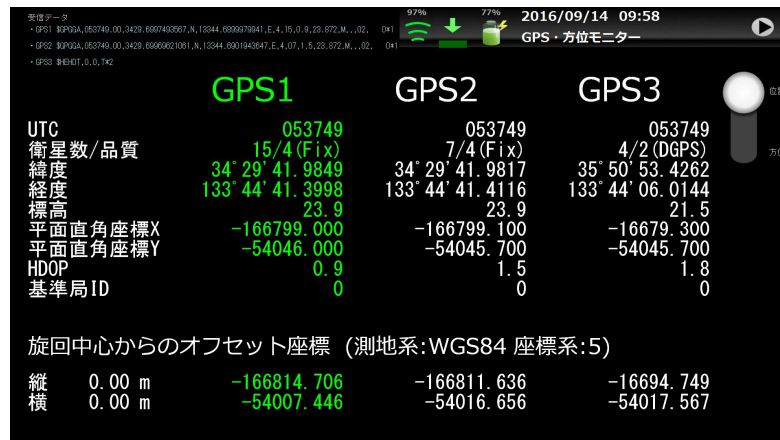 受信データ
97%
77%
2016/09/14 09:58
GPS・方位モニター
・GPS1 $GPGGA,053749.00,3429.6997493567,N,13344.6899979941,E,4,15,0.9,23.872,M,,,02, 0*1
・GPS2 $GPGGA,053749.00,3429.69969621061,N,13344.6901943647,E,4,07,1.5,23.872,M,,,02, 0*1
・GPS3 $HEHDT,0.0,T*2
GPS1 GPS2 GPS3
位
UTC 053749 053749 053749
衛星数/品質 15/4(Fix) 7/4(Fix) 4/2(DGPS)
方
緯度 34°29'41.9849 34°29'41.9817 35°50'53.4262
経度 133°44'41.3998 133°44'41.4116 133°44'06.0144
標高 23.9 23.9 21.5
平面直角座標X -166799.000 -166799.100 -16679.300
平面直角座標Y -54046.000 -54045.700 -54045.700
HDOP 0.9 1.5 1.8
基準局ID 0 0 0
旋回中心からのオフセット座標 (測地系:WGS84 座標系:5)
縦 0.00 m -166814.706 -166811.636 -16694.749
横 0.00 m -54007.446 -54016.656 -54017.567